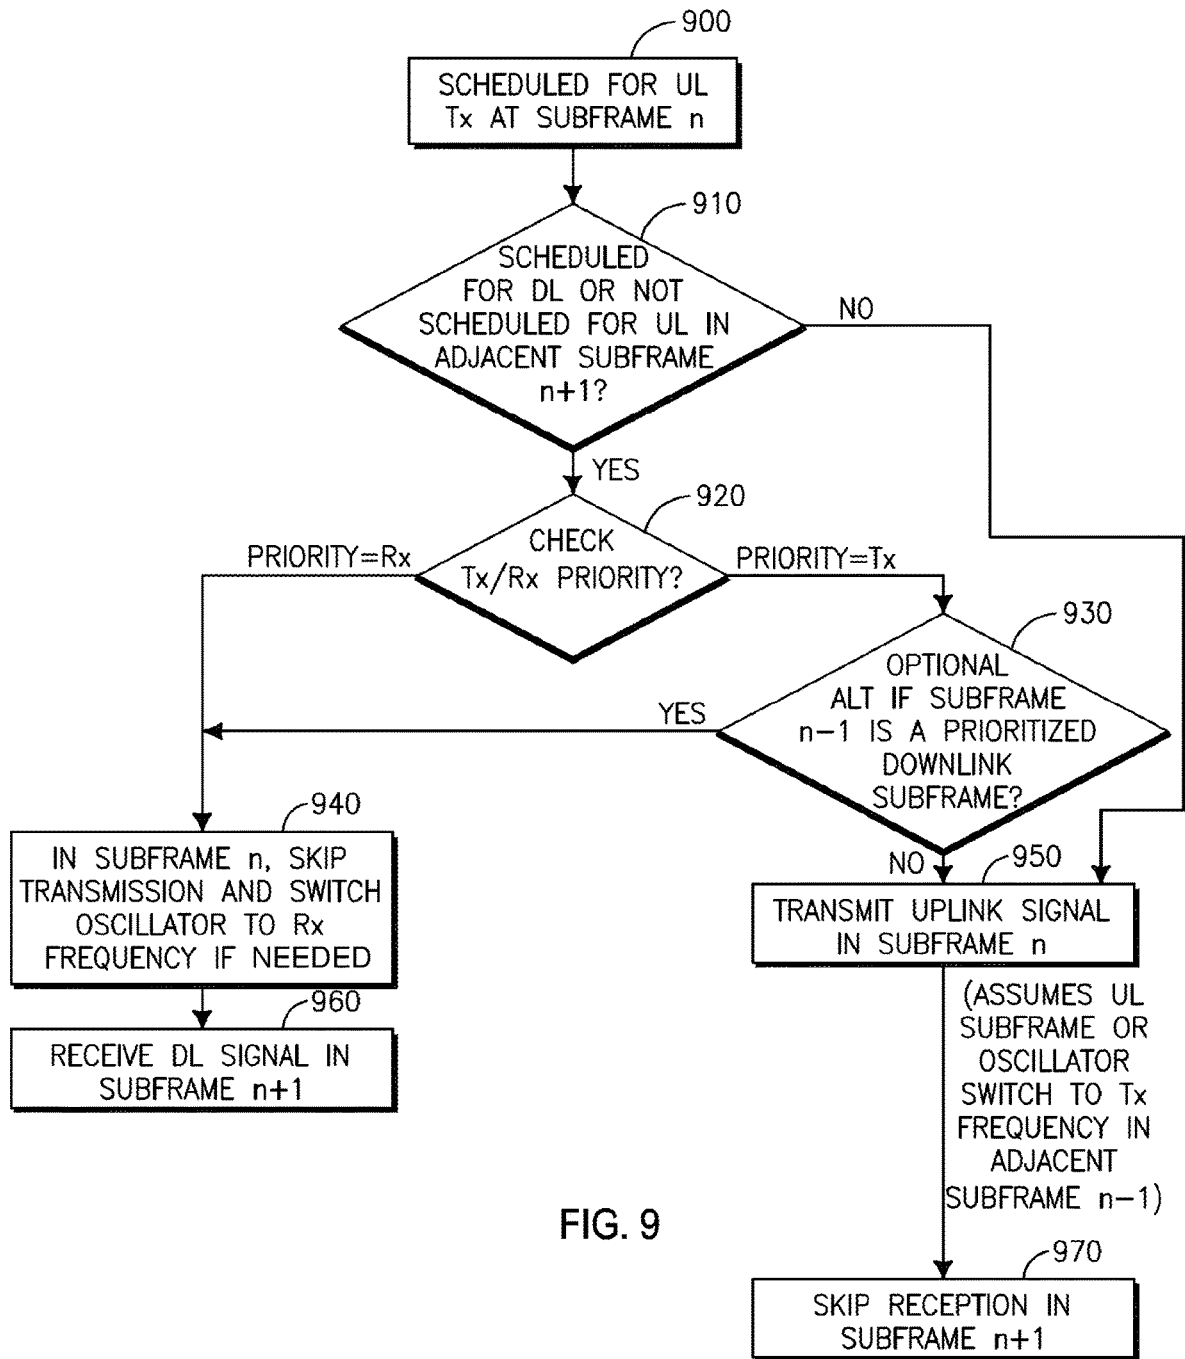 900
SCHEDULED FOR UL
Tx AT SUBFRAME n
910
SCHEDULED
FOR DL OR NOT
SCHEDULED FOR UL IN
ADJACENT SUBFRAME
n+1?
NO
YES
920
CHECK
Tx/Rx PRIORITY?
PRIORITY=Rx
PRIORITY=Tx
930
OPTIONAL
ALT IF SUBFRAME
n-1 IS A PRIORITIZED
DOWNLINK
SUBFRAME?
YES
NO
940
IN SUBFRAME n, SKIP
TRANSMISSION AND SWITCH
OSCILLATOR TO Rx
FREQUENCY IF NEEDED
950
TRANSMIT UPLINK SIGNAL
IN SUBFRAME n
960
RECEIVE DL SIGNAL IN
SUBFRAME n+1
(ASSUMES UL
SUBFRAME OR
OSCILLATOR
SWITCH TO Tx
FREQUENCY IN
ADJACENT
SUBFRAME n-1)
FIG. 9
970
SKIP RECEPTION IN
SUBFRAME n+1